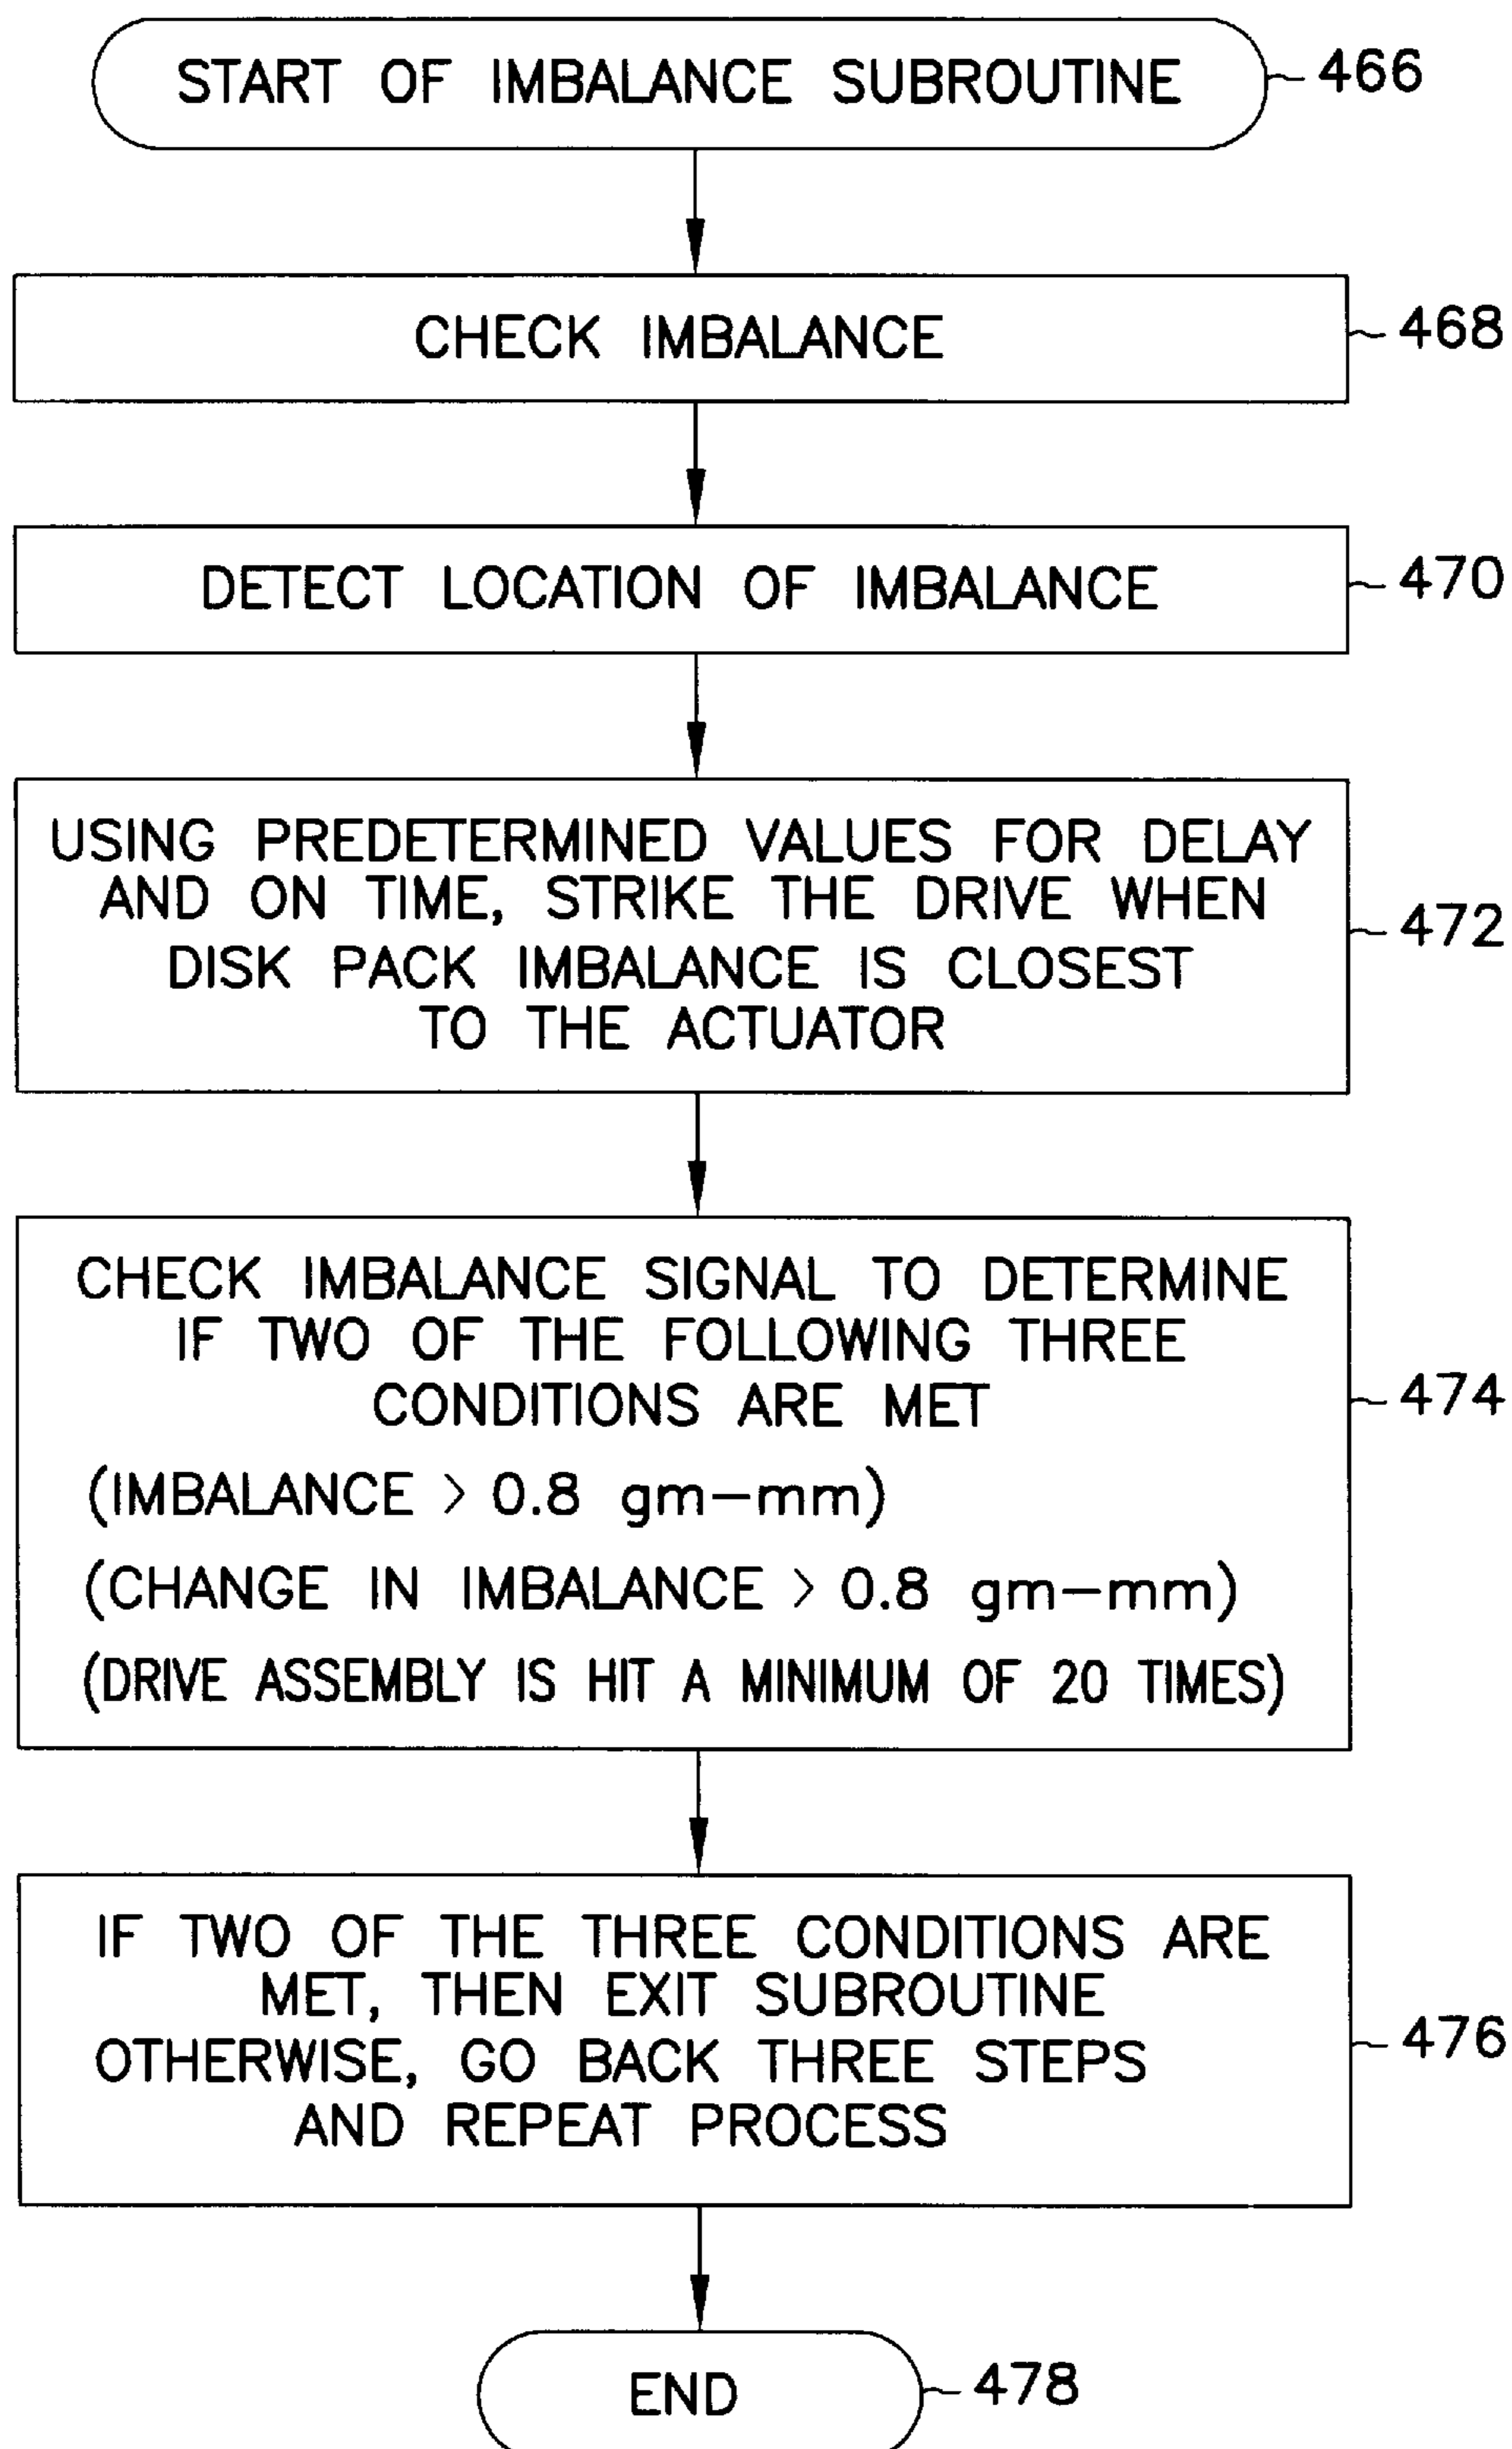 START OF IMBALANCE SUBROUTINE
466
CHECK IMBALANCE
468
DETECT LOCATION OF IMBALANCE
470
USING PREDETERMINED VALUES FOR DELAY
AND ON TIME, STRIKE THE DRIVE WHEN
DISK PACK IMBALANCE IS CLOSEST
TO THE ACTUATOR
472
CHECK IMBALANCE SIGNAL TO DETERMINE
IF TWO OF THE FOLLOWING THREE
CONDITIONS ARE MET
(IMBALANCE > 0.8 gm-mm)
(CHANGE IN IMBALANCE > 0.8 gm-mm)
(DRIVE ASSEMBLY IS HIT A MINIMUM OF 20 TIMES)
474
IF TWO OF THE THREE CONDITIONS ARE
MET, THEN EXIT SUBROUTINE
OTHERWISE, GO BACK THREE STEPS
AND REPEAT PROCESS
476
END
478